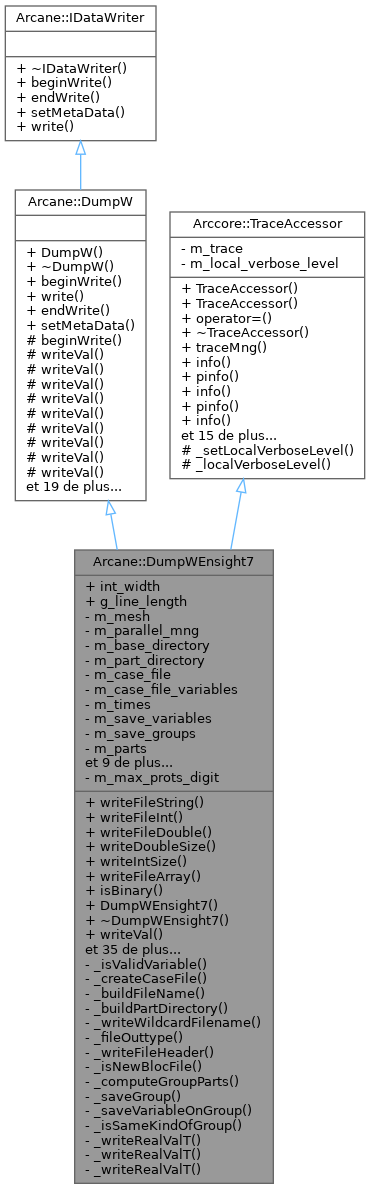 Arcane::IDataWriter
+ ~IDataWriter()
+ beginWrite()
+ endWrite()
+ setMetaData()
+ write()
Arcane::DumpW
+ DumpW()
+ ~DumpW()
+ beginWrite()
+ write()
+ endWrite()
+ setMetaData()
# beginWrite()
# writeVal()
# writeVal()
# writeVal()
# writeVal()
# writeVal()
# writeVal()
# writeVal()
# writeVal()
# writeVal()
et 19 de plus...
Arccore::TraceAccessor
- m_trace
- m_local_verbose_level
+ TraceAccessor()
+ TraceAccessor()
+ operator=()
+ ~TraceAccessor()
+ traceMng()
+ info()
+ pinfo()
+ info()
+ pinfo()
+ info()
et 15 de plus...
# _setLocalVerboseLevel()
# _localVerboseLevel()
Arcane::DumpWEnsight7
+ int_width
+ g_line_length
- m_mesh
- m_parallel_mng
- m_base_directory
- m_part_directory
- m_case_file
- m_case_file_variables
- m_times
- m_save_variables
- m_save_groups
- m_parts
et 9 de plus...
- m_max_prots_digit
+ writeFileString()
+ writeFileInt()
+ writeFileDouble()
+ writeDoubleSize()
+ writeIntSize()
+ writeFileArray()
+ isBinary()
+ DumpWEnsight7()
+ ~DumpWEnsight7()
+ writeVal()
et 35 de plus...
- _isValidVariable()
- _createCaseFile()
- _buildFileName()
- _buildPartDirectory()
- _writeWildcardFilename()
- _fileOuttype()
- _writeFileHeader()
- _isNewBlocFile()
- _computeGroupParts()
- _saveGroup()
- _saveVariableOnGroup()
- _isSameKindOfGroup()
- _writeRealValT()
- _writeRealValT()
- _writeRealValT()